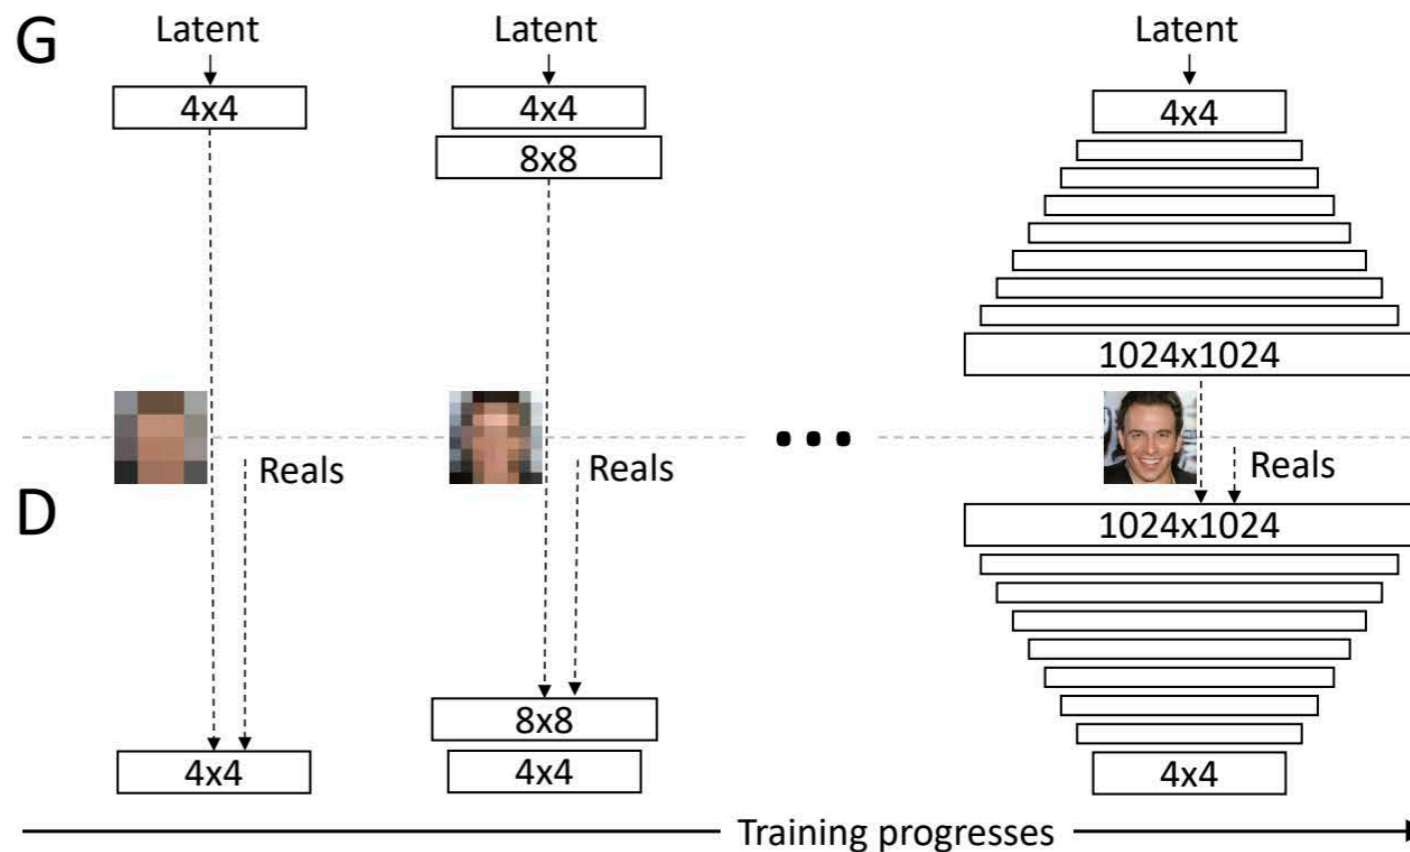 G
Latent
Latent
Latent
4x4
4x4
4x4
8x8
1024x1024
•••
Reals
Reals
Reals
D
1024x1024
8x8
4x4
4x4
4x4
Training progresses